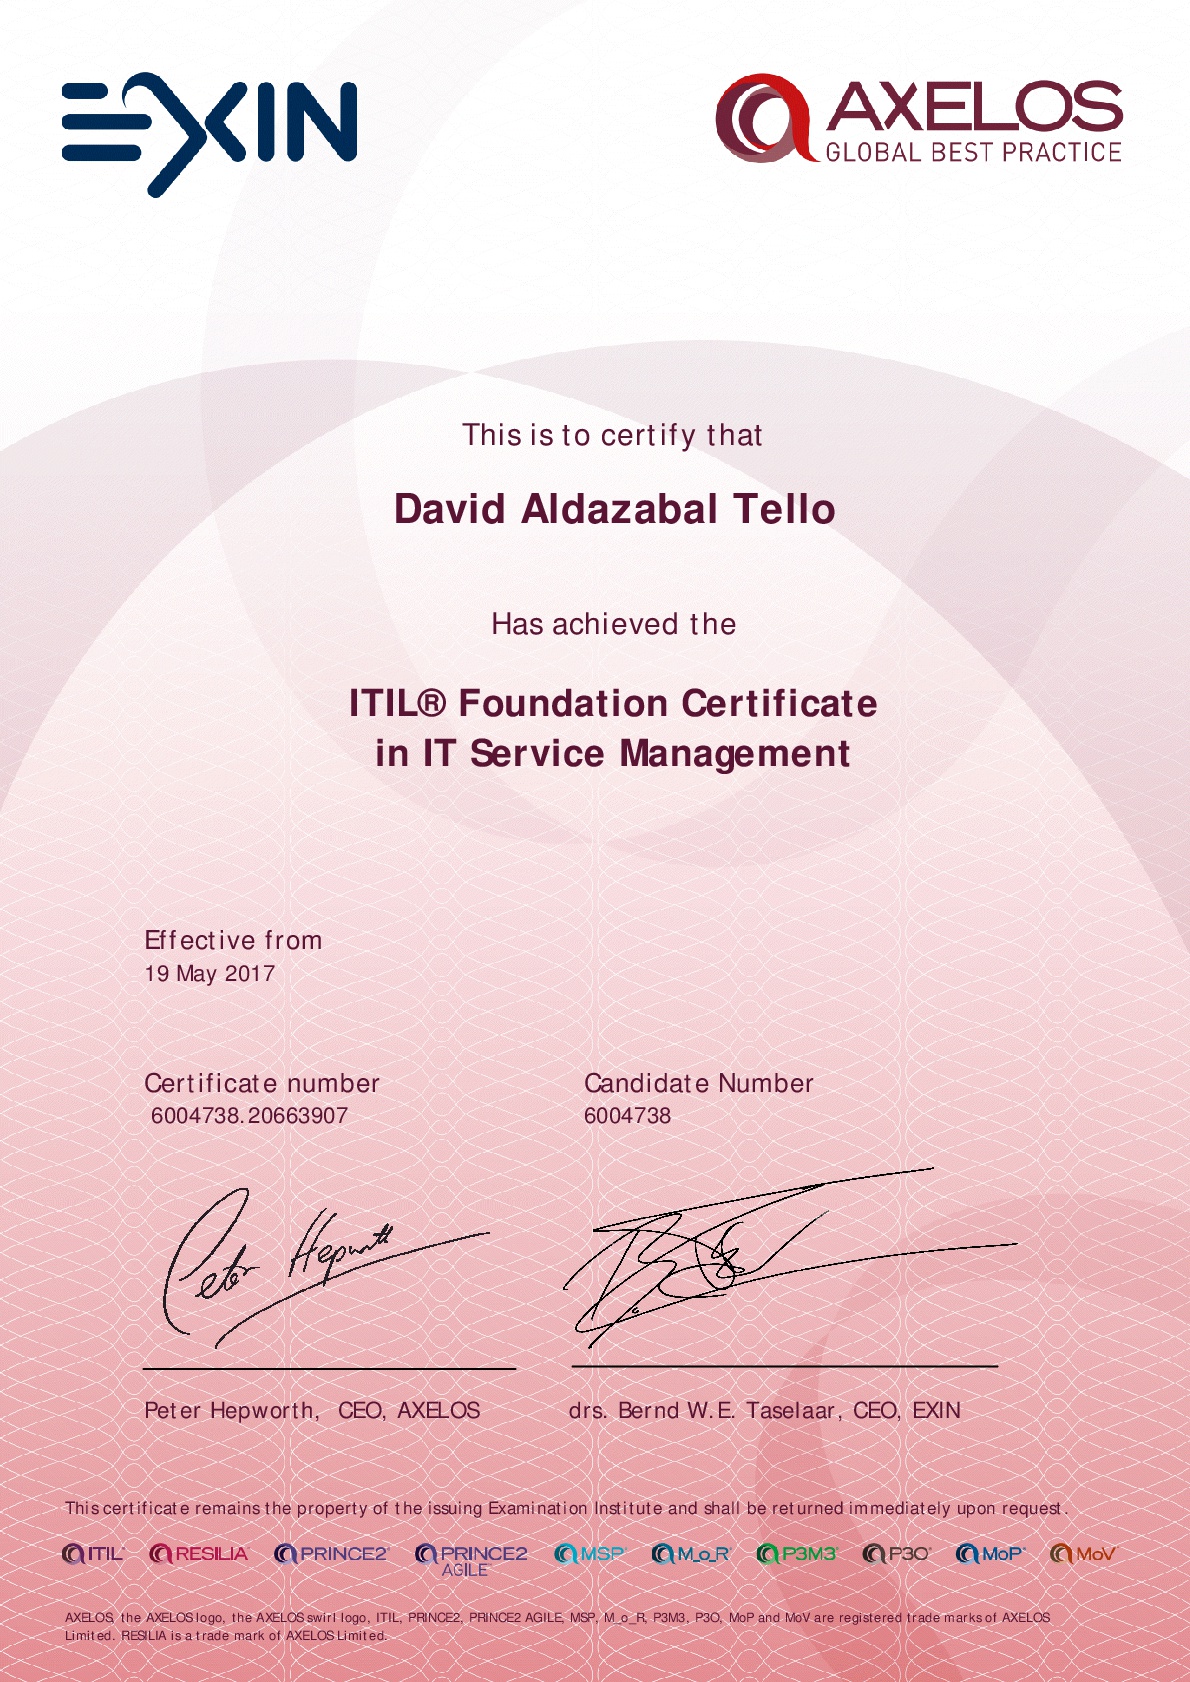 EXIN
AXELOS
GLOBAL BEST PRACTICE
This is to certify that
David Aldazabal Tello
Has achieved the
ITIL® Foundation Certificate
in IT Service Management
Effective from
19 May 2017
Certificate number
6004738.20663907
Candidate Number
6004738
Peter Hepworth
Peter Hepworth, CEO, AXELOS
drs. Bernd W.E. Taselaar, CEO, EXIN
This certificate remains the property of the issuing Examination Institute and shall be returned immediately upon request.
ITIL® RESILIA™ PRINCE2® PRINCE2 AGILE® MSP® M_o_R® P3M3® P3O® MoP® MoV®
AXELOS, the AXELOS logo, the AXELOS swirl logo, ITIL, PRINCE2, PRINCE2 AGILE, MSP, M_o_R, P3M3, P3O, MoP and MoV are registered trade marks of AXELOS
Limited. RESILIA is a trade mark of AXELOS Limited.